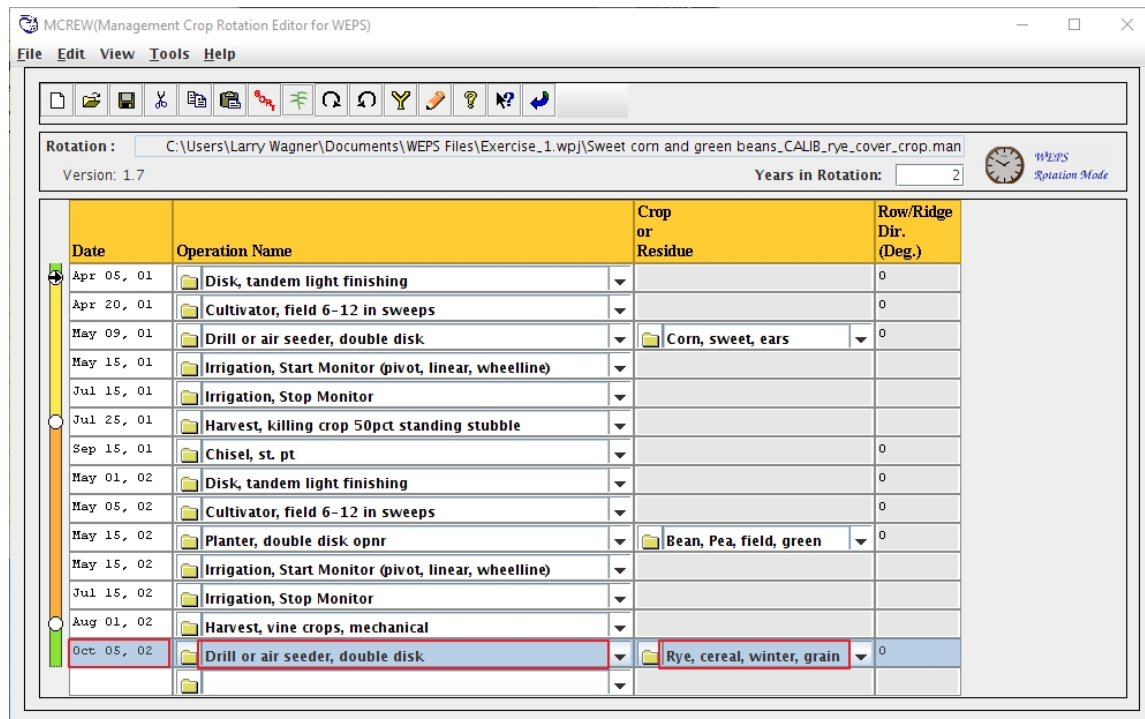 MCREW(Management Crop Rotation Editor for WEPS)
File Edit View Tools Help
SORT
Rotation : C:\Users\Larry Wagner\Documents\WEPS Files\Exercise_1.wpj\Sweet corn and green beans_CALIB_rye_cover_crop.man
Version: 1.7 Years in Rotation: 2
WEPS
Rotation Mode
Date Operation Name Crop or Residue Row/Ridge Dir. (Deg.)
Apr 05, 01 Disk, tandem light finishing 0
Apr 20, 01 Cultivator, field 6-12 in sweeps 0
May 09, 01 Drill or air seeder, double disk Corn, sweet, ears 0
May 15, 01 Irrigation, Start Monitor (pivot, linear, wheelline)
Jul 15, 01 Irrigation, Stop Monitor
Jul 25, 01 Harvest, killing crop 50pct standing stubble
Sep 15, 01 Chisel, st. pt 0
May 01, 02 Disk, tandem light finishing 0
May 05, 02 Cultivator, field 6-12 in sweeps 0
May 15, 02 Planter, double disk opnr Bean, Pea, field, green 0
May 15, 02 Irrigation, Start Monitor (pivot, linear, wheelline)
Jul 15, 02 Irrigation, Stop Monitor
Aug 01, 02 Harvest, vine crops, mechanical
Oct 05, 02 Drill or air seeder, double disk Rye, cereal, winter, grain 0